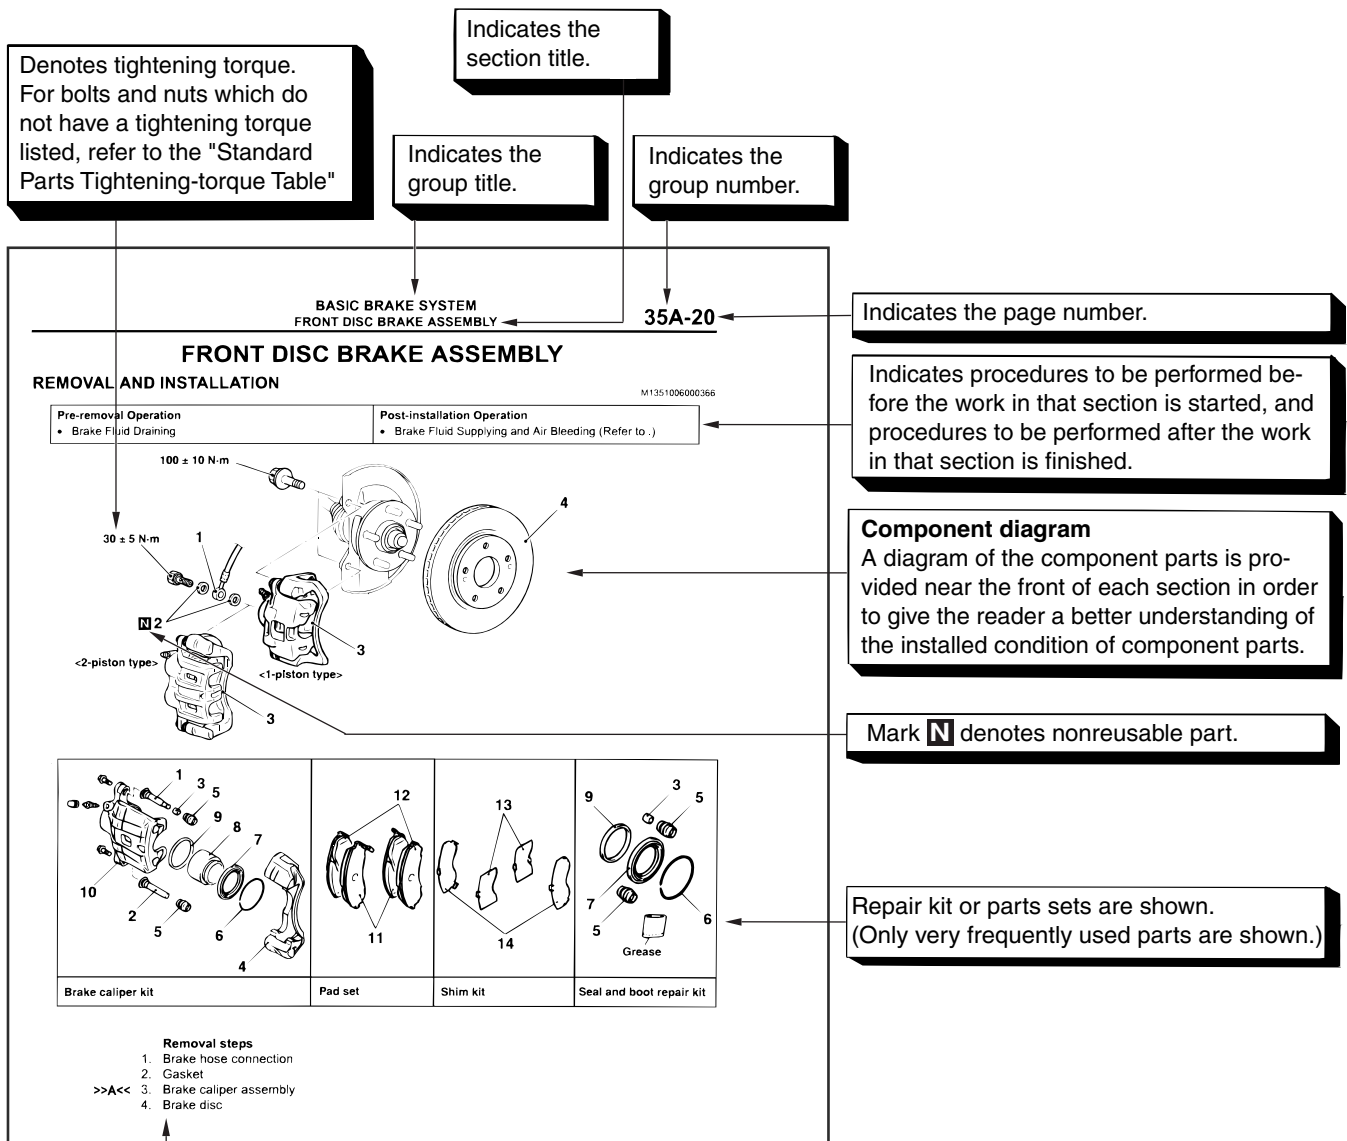 Indicates the
section title.
Denotes tightening torque.
For bolts and nuts which do
not have a tightening torque
listed, refer to the "Standard
Parts Tightening-torque Table"
Indicates the
group title.
Indicates the
group number.
BASIC BRAKE SYSTEM
FRONT DISC BRAKE ASSEMBLY
35A-20
Indicates the page number.
FRONT DISC BRAKE ASSEMBLY
REMOVAL AND INSTALLATION
M1351006000366
Pre-removal Operation
• Brake Fluid Draining
Post-installation Operation
• Brake Fluid Supplying and Air Bleeding (Refer to .)
Indicates procedures to be performed be-
fore the work in that section is started, and
procedures to be performed after the work
in that section is finished.
100 ± 10 N·m
4
30 ± 5 N·m
1
N 2
3
<2-piston type>
<1-piston type>
3
Component diagram
A diagram of the component parts is pro-
vided near the front of each section in order
to give the reader a better understanding of
the installed condition of component parts.
Mark N denotes nonreusable part.
1
3
5
9
8
7
10
2
5
6
4
Brake caliper kit
12
11
Pad set
13
14
Shim kit
3
9
5
7
5
6
Grease
Seal and boot repair kit
Repair kit or parts sets are shown.
(Only very frequently used parts are shown.)
Removal steps
1. Brake hose connection
2. Gasket
>>A<< 3. Brake caliper assembly
4. Brake disc